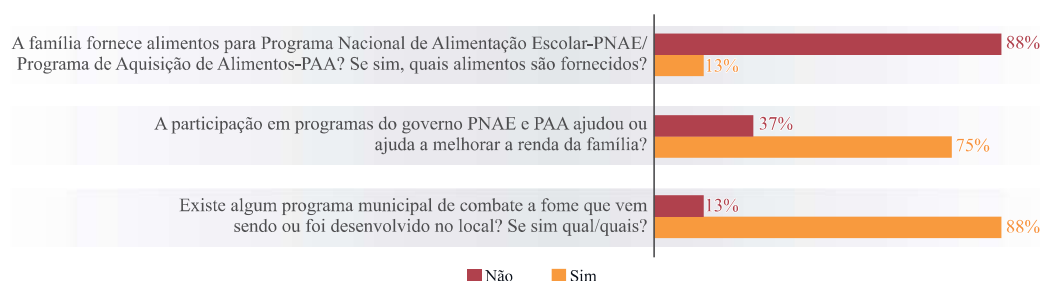 A família fornece alimentos para Programa Nacional de Alimentação Escolar-PNAE/
Programa de Aquisição de Alimentos-PAA? Se sim, quais alimentos são fornecidos?
88%
13%
A participação em programas do governo PNAE e PAA ajudou ou
ajuda a melhorar a renda da família?
37%
75%
Existe algum programa municipal de combate a fome que vem
sendo ou foi desenvolvido no local? Se sim qual/quais?
13%
88%
Não Sim